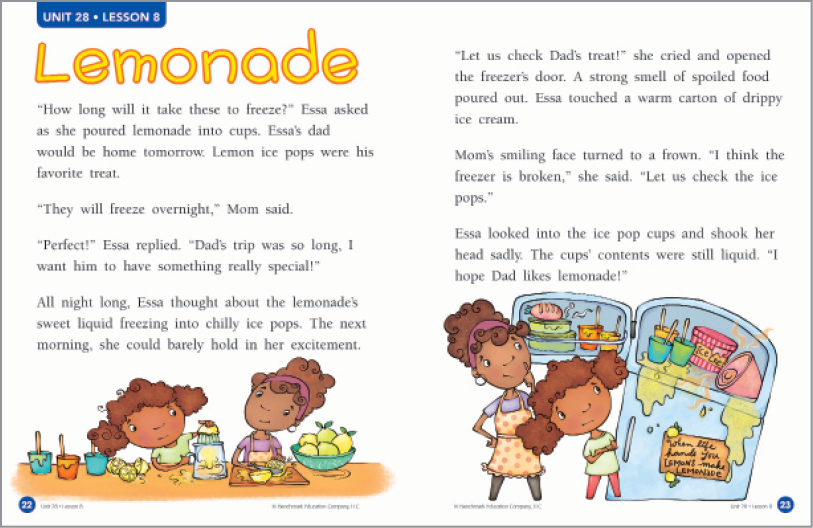 UNIT 28 • LESSON 8
Lemonade
“How long will it take these to freeze?” Essa asked
as she poured lemonade into cups. Essa’s dad
would be home tomorrow. Lemon ice pops were his
favorite treat.
“They will freeze overnight,” Mom said.
“Perfect!” Essa replied. “Dad’s trip was so long, I
want him to have something really special!”
All night long, Essa thought about the lemonade’s
sweet liquid freezing into chilly ice pops. The next
morning, she could barely hold in her excitement.
22
Unit 28 • Lesson 8
© Benchmark Education Company, LLC
“Let us check Dad’s treat!” she cried and opened
the freezer’s door. A strong smell of spoiled food
poured out. Essa touched a warm carton of drippy
ice cream.
Mom’s smiling face turned to a frown. “I think the
freezer is broken,” she said. “Let us check the ice
pops.”
Essa looked into the ice pop cups and shook her
head sadly. The cups’ contents were still liquid. “I
hope Dad likes lemonade!”
Ice Cream
When life
hands you
LEMONS make
LEMONADE
© Benchmark Education Company, LLC
Unit 28 • Lesson 8
23